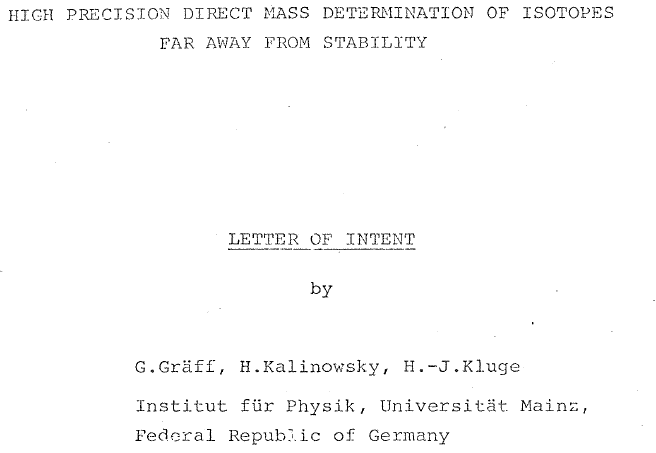 HIGH PRECISION DIRECT MASS DETERMINATION OF ISOTOPES
FAR AWAY FROM STABILITY
LETTER OF INTENT
by
G.Gräff, H.Kalinowsky, H.-J.Kluge
Institut für Physik, Universität Mainz,
Federal Republic of Germany